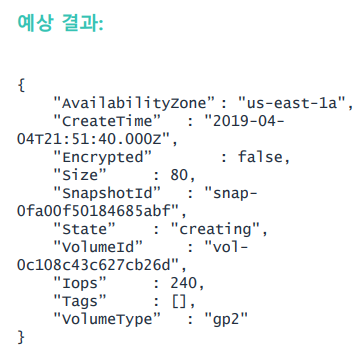 예상 결과:
{
"AvailabilityZone” : "us-east-1a",
"CreateTime” : "2019-04-
04T21:51:40.000Z",
"Encrypted” : false,
"Size” : 80,
"SnapshotId” : "snap-
0fa00f50184685abf",
"State” : "creating",
"VolumeId” : "vol-
0c108c43c627cb26d",
"Iops” : 240,
"Tags” : [],
"VolumeType” : "gp2"
}